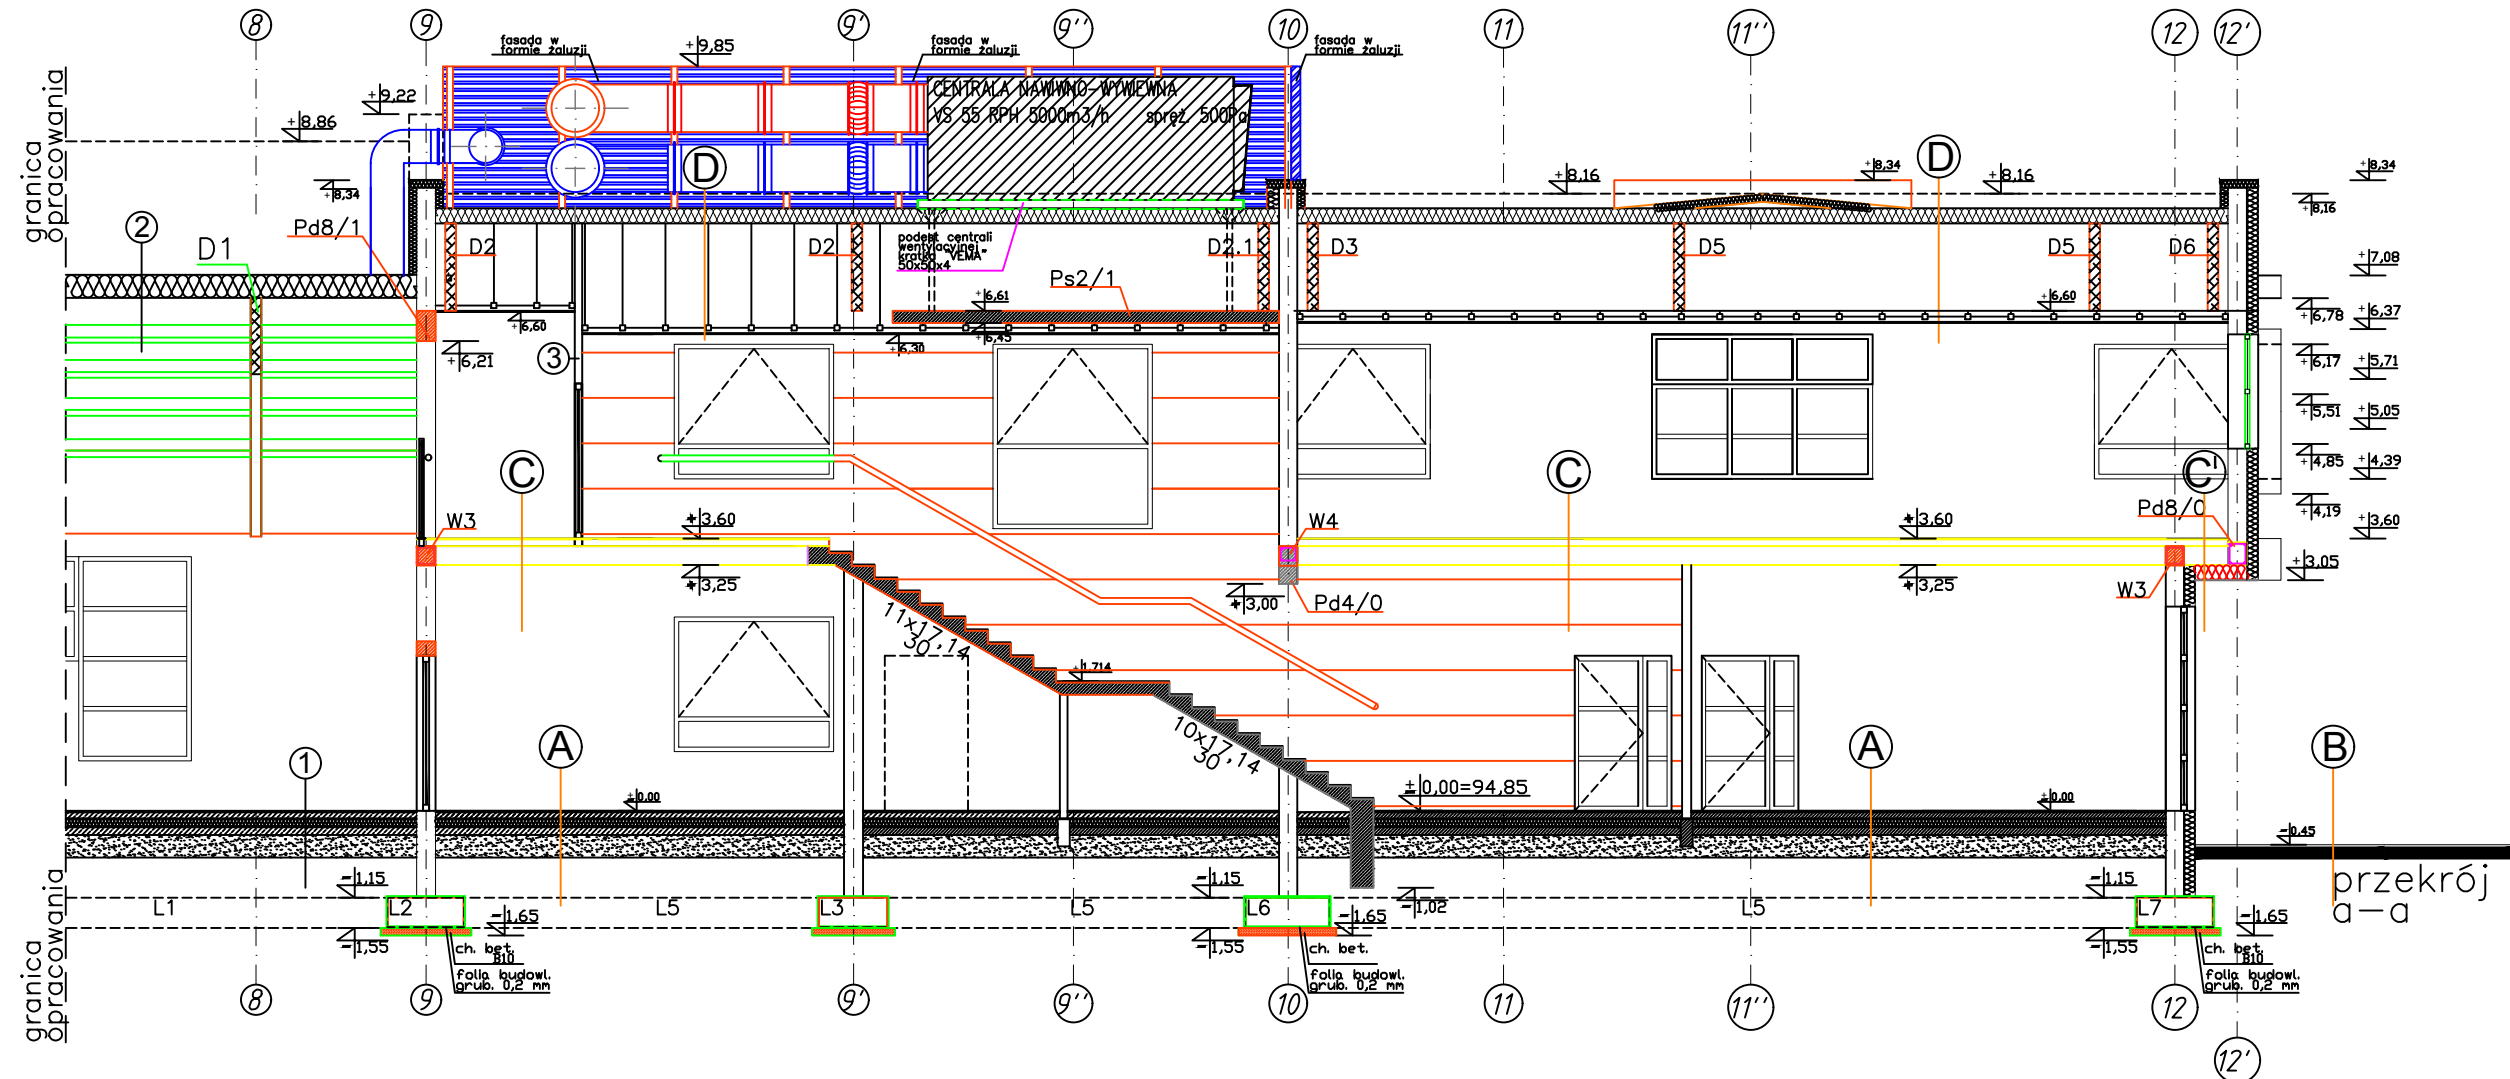 8
9
9'
9''
10
11
11''
12
12'
fasada w
formie żaluzji
+9,85
fasada w
formie żaluzji
fasada w
formie żaluzji
granica
opracowania
+9,22
+8,86
+8,34
CENTRALA NAWIWNO-WYWIEWNA
VS 55 RPH 5000m3/h spręż. 500Pa
D
D
+8,16
+8,34
+8,16
+8,34
+8,16
2
Pd8/1
D1
D2
D2
podest centrali
wentylacyjnej
kratka "VEMA"
50x50x4
D2.1
D3
D5
D5
D6
+7,08
Ps2/1
+6,61
+6,60
+6,60
+6,78
+6,37
+6,21
3
+6,30
+6,45
+6,17
+5,71
+5,51
+5,05
C
C
C'
+4,85
+4,39
Pd8/0
+4,19
W3
+3,60
W4
+3,60
+3,60
+3,25
+3,00
Pd4/0
+3,25
W3
+3,05
11x17,14
30
+1,714
10x17,14
30
1
A
A
B
±0,00
±0,00=94,85
±0,00
-0,45
przekrój
a-a
granica
opracowania
-1,15
-1,15
-1,02
-1,15
L1
L2
-1,65
L5
L3
L5
L6
-1,65
L5
L7
-1,65
-1,55
-1,55
-1,55
ch. bet.
B10
folia budowl.
grub. 0,2 mm
ch. bet.
folia budowl.
grub. 0,2 mm
ch. bet.
B10
folia budowl.
grub. 0,2 mm
8
9
9'
9''
10
11
11''
12
12'